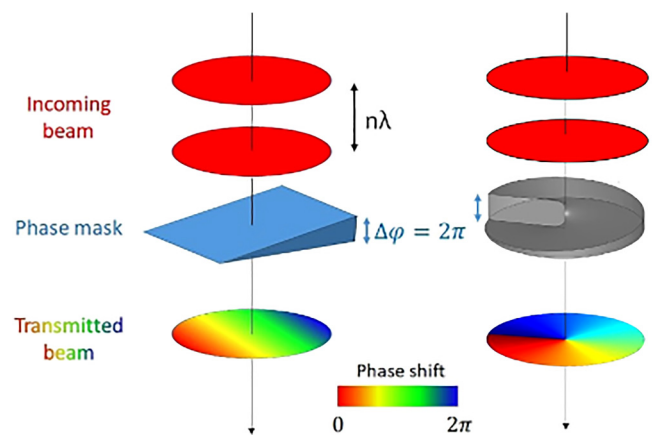 Incoming
beam
nλ
Phase mask
Δφ = 2π
Transmitted
beam
Phase shift
0
2π